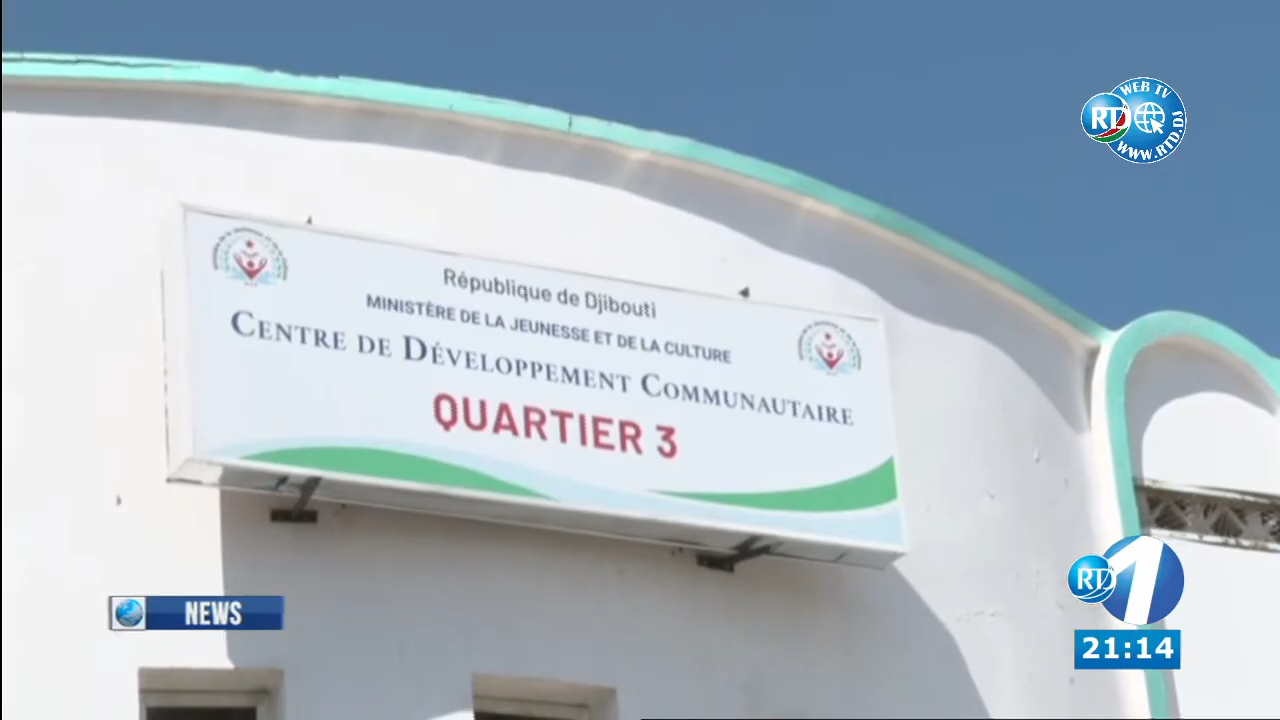 WEB TV
RTD
WWW.RTD.DJ
République de Djibouti
MINISTÈRE DE LA JEUNESSE ET DE LA CULTURE
CENTRE DE DÉVELOPPEMENT COMMUNAUTAIRE
QUARTIER 3
NEWS
RTD
1
21:14